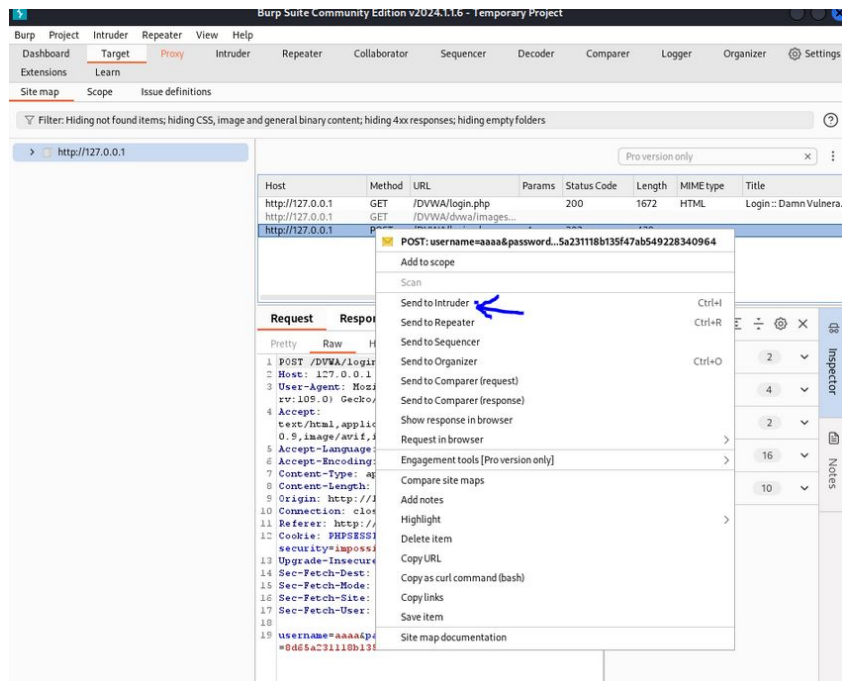 Burp Suite Community Edition v2024.1.1.6 - Temporary Project
Burp Project Intruder Repeater View Help
Dashboard Target Proxy Intruder Repeater Collaborator Sequencer Decoder Comparer Logger Organizer Settings
Extensions Learn
Site map Scope Issue definitions
Filter: Hiding not found items; hiding CSS, image and general binary content; hiding 4xx responses; hiding empty folders
http://127.0.0.1
Pro version only
Host Method URL Params Status Code Length MIME type Title
http://127.0.0.1 GET /DVWA/login.php 200 1672 HTML Login :: Damn Vulnera.
http://127.0.0.1 GET /DVWA/dvwa/images...
http://127.0.0.1
POST: username=aaaa&password...5a231118b135f47ab549228340964
Add to scope
Scan
Send to Intruder Ctrl+I
Send to Repeater Ctrl+R
Send to Sequencer
Send to Organizer Ctrl+O
Send to Comparer (request)
Send to Comparer (response)
Show response in browser
Request in browser
Engagement tools [Pro version only]
Compare site maps
Add notes
Highlight
Delete item
Copy URL
Copy as curl command (bash)
Copy links
Save item
Site map documentation
Request Respo
Pretty Raw H
1 POST /DVWA/login
2 Host: 127.0.0.1
3 User-Agent: Mozi
rv:109.0) Gecko/
4 Accept:
text/html,applic
0.9,image/avif,i
5 Accept-Language:
6 Accept-Encoding:
7 Content-Type: ap
8 Content-Length:
9 Origin: http://1
10 Connection: clos
11 Referer: http://
12 Cookie: PHPSESSI
security=impossi
13 Upgrade-Insecure
14 Sec-Fetch-Dest:
15 Sec-Fetch-Mode:
16 Sec-Fetch-Site:
17 Sec-Fetch-User:
18
19 username=aaaa&pa
=8d65a231118b135
2
4
2
16
10
Inspector
Notes